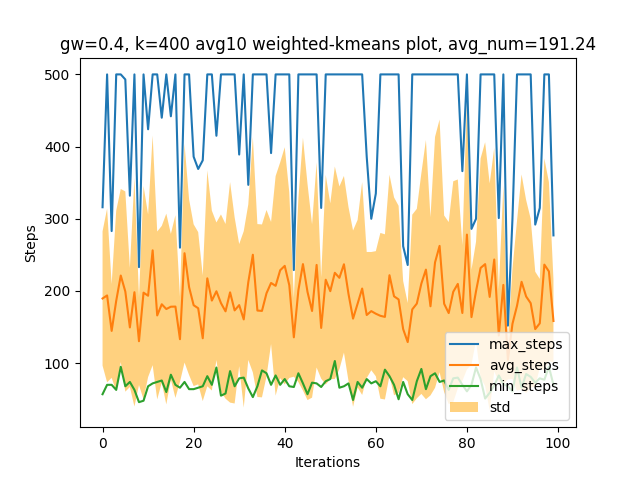 gw=0.4, k=400 avg10 weighted-kmeans plot, avg_num=191.24
500
400
300
200
100
Steps
0
20
40
60
80
100
Iterations
max_steps
avg_steps
min_steps
std